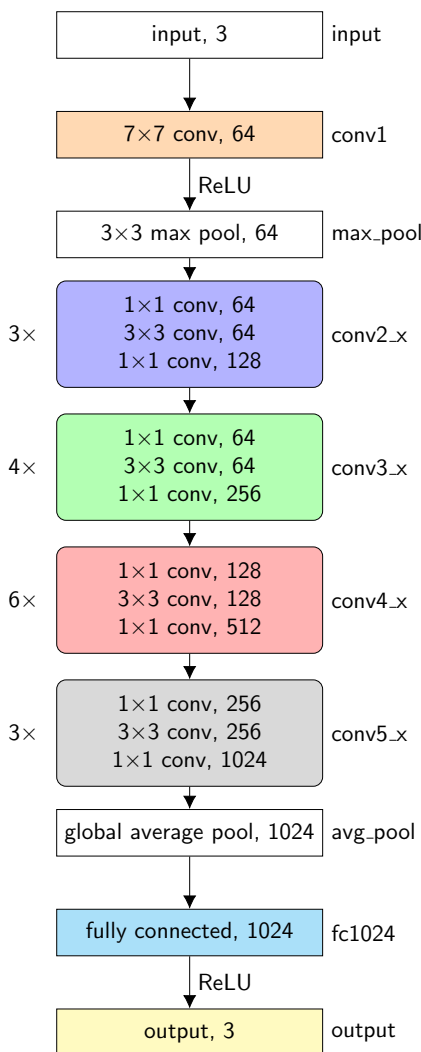 input, 3 input
7×7 conv, 64 conv1
ReLU
3×3 max pool, 64 max_pool
1×1 conv, 64
3× 3×3 conv, 64 conv2_x
1×1 conv, 128
1×1 conv, 64
4× 3×3 conv, 64 conv3_x
1×1 conv, 256
1×1 conv, 128
6× 3×3 conv, 128 conv4_x
1×1 conv, 512
1×1 conv, 256
3× 3×3 conv, 256 conv5_x
1×1 conv, 1024
global average pool, 1024 avg_pool
fully connected, 1024 fc1024
ReLU
output, 3 output